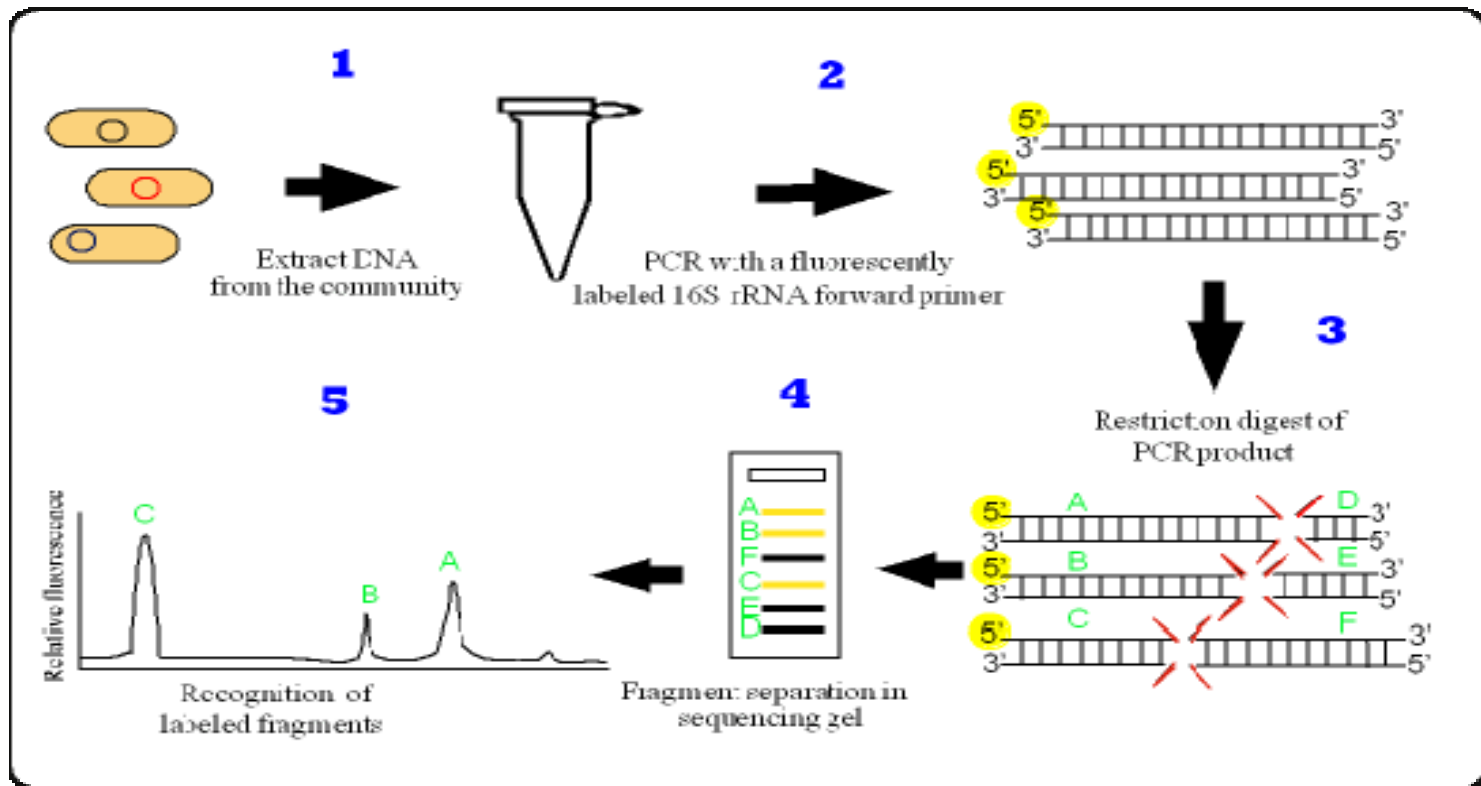 1
2
Extract DNA
from the community
PCR with a fluorescently
labeled 16S rRNA forward primer
5' 3'
3' 5'
5' 3'
3' 5'
5' 3'
3' 5'
3
Restriction digest of
PCR product
5' A D 3'
3' 5'
5' B E 3'
3' 5'
5' C F 3'
3' 5'
4
A
B
F
C
E
D
Fragment separation in
sequencing gel
5
Relative fluorescence
C
B
A
Recognition of
labeled fragments